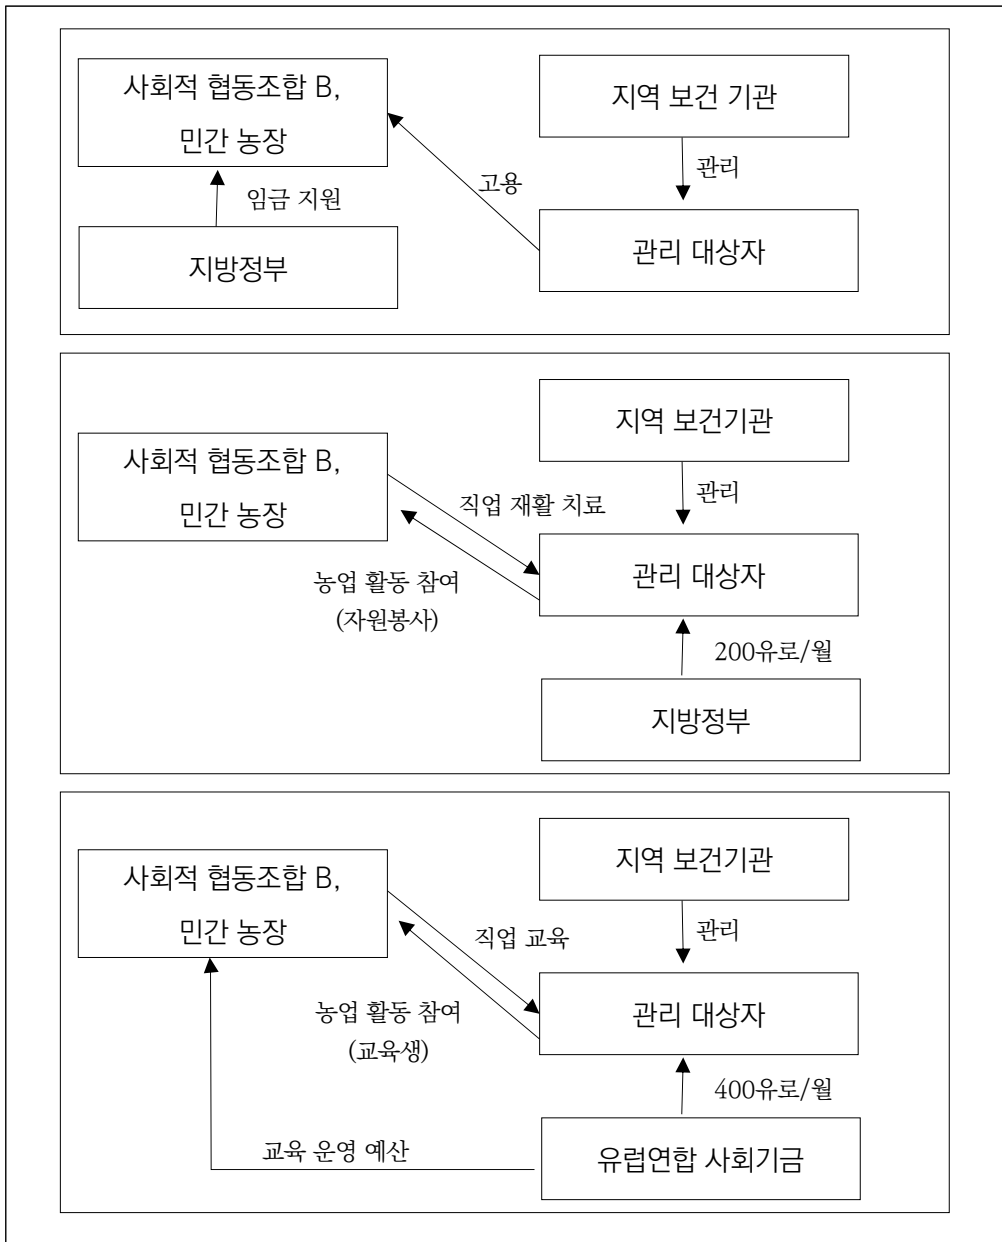 사회적 협동조합 B,
민간 농장
지역 보건 기관
관리
고용
임금 지원
지방정부
관리 대상자
지역 보건기관
사회적 협동조합 B,
민간 농장
관리
직업 재활 치료
관리 대상자
농업 활동 참여
(자원봉사)
200유로/월
지방정부
지역 보건기관
사회적 협동조합 B,
민간 농장
관리
직업 교육
관리 대상자
농업 활동 참여
(교육생)
400유로/월
교육 운영 예산
유럽연합 사회기금